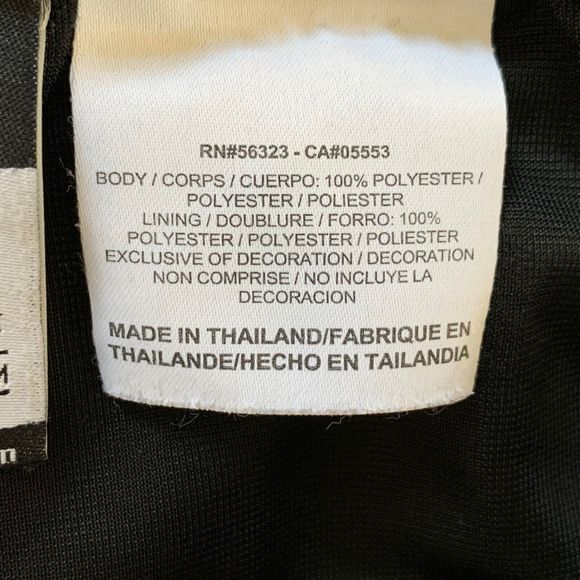 RN#56323 - CA#05553
BODY / CORPS / CUERPO: 100% POLYESTER /
POLYESTER / POLIESTER
LINING / DOUBLURE / FORRO: 100%
POLYESTER / POLYESTER / POLIESTER
EXCLUSIVE OF DECORATION / DECORATION
NON COMPRISE / NO INCLUYE LA
DECORACION
MADE IN THAILAND/FABRIQUE EN
THAILANDE/HECHO EN TAILANDIA